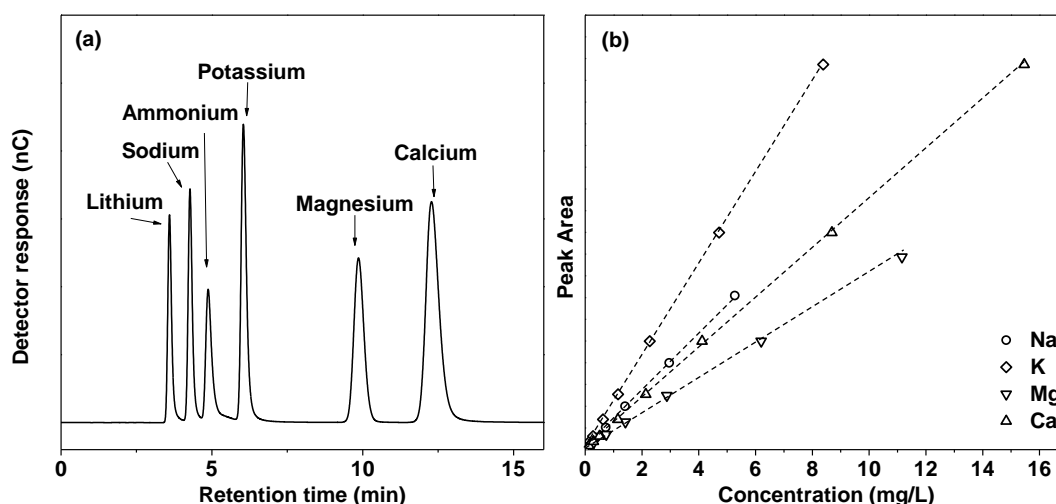 (a)
Potassium
Ammonium
Sodium
Calcium
Lithium
Magnesium
Detector response (nC)
0 5 10 15
Retention time (min)
(b)
Peak Area
Na
K
Mg
Ca
0 2 4 6 8 10 12 14 16
Concentration (mg/L)